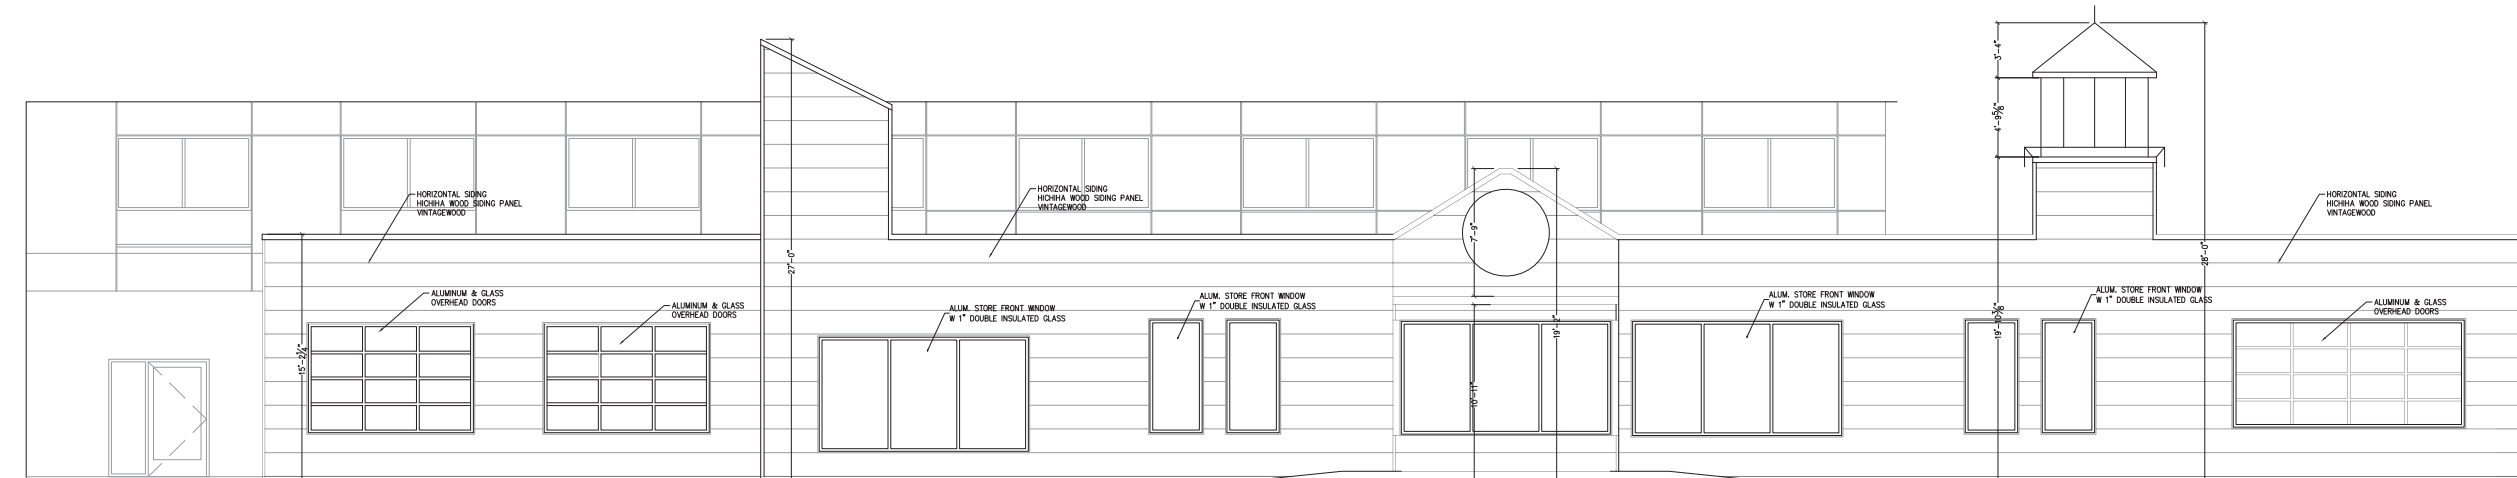 3'-4"
4'-9⅝"
HORIZONTAL SIDING
HICHIHA WOOD SIDING PANEL
VINTAGEWOOD
HORIZONTAL SIDING
HICHIHA WOOD SIDING PANEL
VINTAGEWOOD
HORIZONTAL SIDING
HICHIHA WOOD SIDING PANEL
VINTAGEWOOD
27'-0"
7'-9"
28'-0"
ALUMINUM & GLASS
OVERHEAD DOORS
ALUMINUM & GLASS
OVERHEAD DOORS
ALUM. STORE FRONT WINDOW
W 1" DOUBLE INSULATED GLASS
ALUM. STORE FRONT WINDOW
W 1" DOUBLE INSULATED GLASS
ALUM. STORE FRONT WINDOW
W 1" DOUBLE INSULATED GLASS
ALUM. STORE FRONT WINDOW
W 1" DOUBLE INSULATED GLASS
ALUMINUM & GLASS
OVERHEAD DOORS
19'-2"
19'-10⅜"
10'-11"